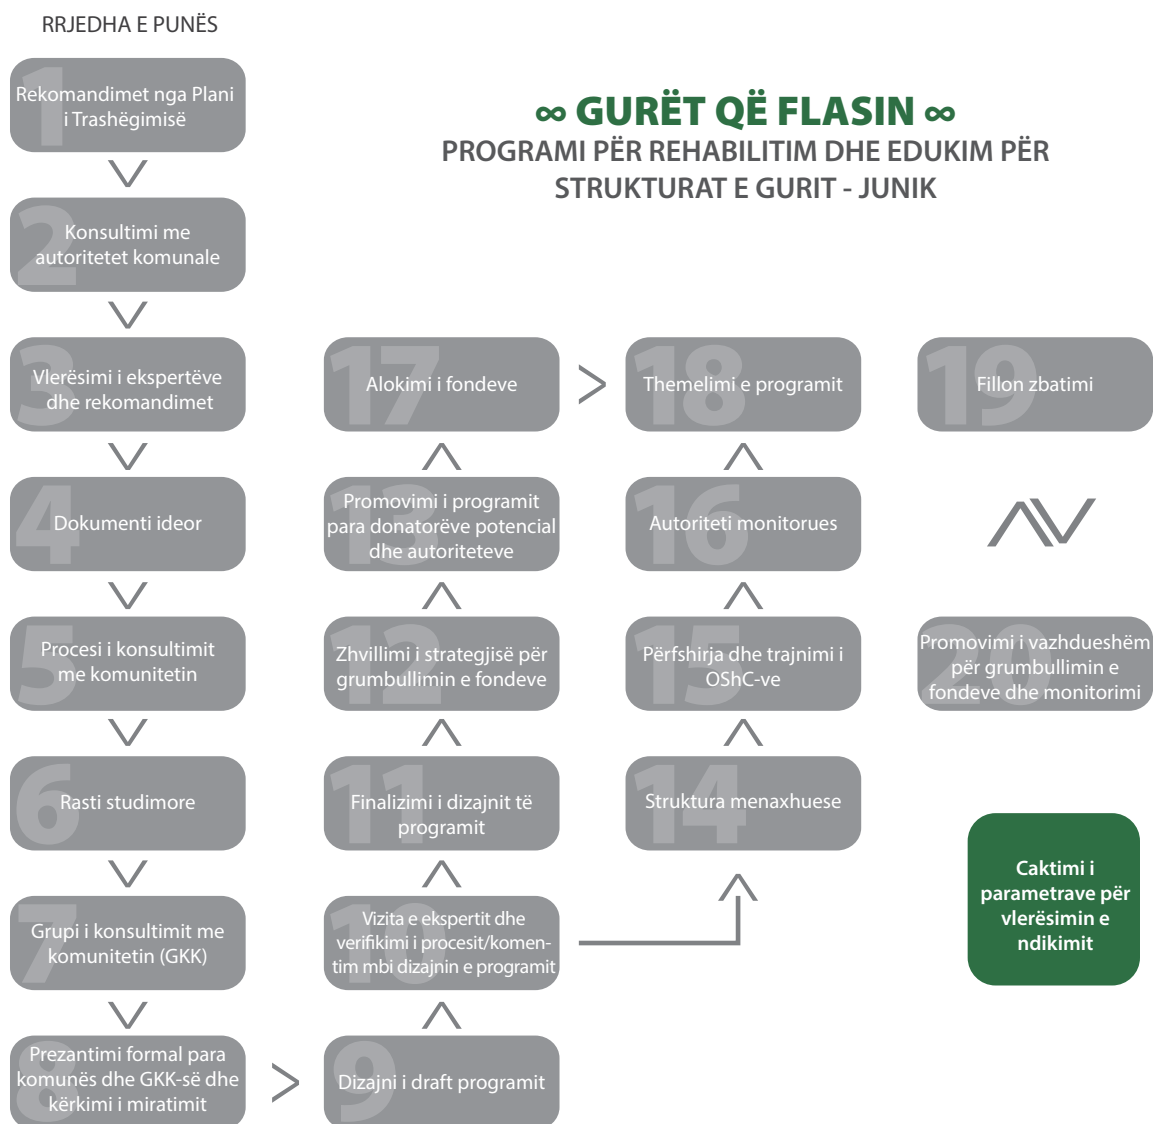 RRJEDHA E PUNËS
∞ GURËT QË FLASIN ∞
PROGRAMI PËR REHABILITIM DHE EDUKIM PËR
STRUKTURAT E GURIT - JUNIK
1
Rekomandimet nga Plani
i Trashëgimisë
2
Konsultimi me
autoritetet komunale
3
Vlerësimi i ekspertëve
dhe rekomandimet
4
Dokumenti ideor
5
Procesi i konsultimit
me komunitetin
6
Rasti studimore
7
Grupi i konsultimit me
komunitetin (GKK)
8
Prezantimi formal para
komunës dhe GKK-së dhe
kërkimi i miratimit
9
Dizajni i draft programit
10
Vizita e ekspertit dhe
verifikimi i procesit/komen-
tim mbi dizajnin e programit
11
Finalizimi i dizajnit të
programit
12
Zhvillimi i strategjisë për
grumbullimin e fondeve
13
Promovimi i programit
para donatorëve potencial
dhe autoriteteve
17
Alokimi i fondeve
14
Struktura menaxhuese
15
Përfshirja dhe trajnimi i
OShC-ve
16
Autoriteti monitorues
18
Themelimi e programit
19
Fillon zbatimi
20
Promovimi i vazhdueshëm
për grumbullimin e
fondeve dhe monitorimi
Caktimi i
parametrave për
vlerësimin e
ndikimit